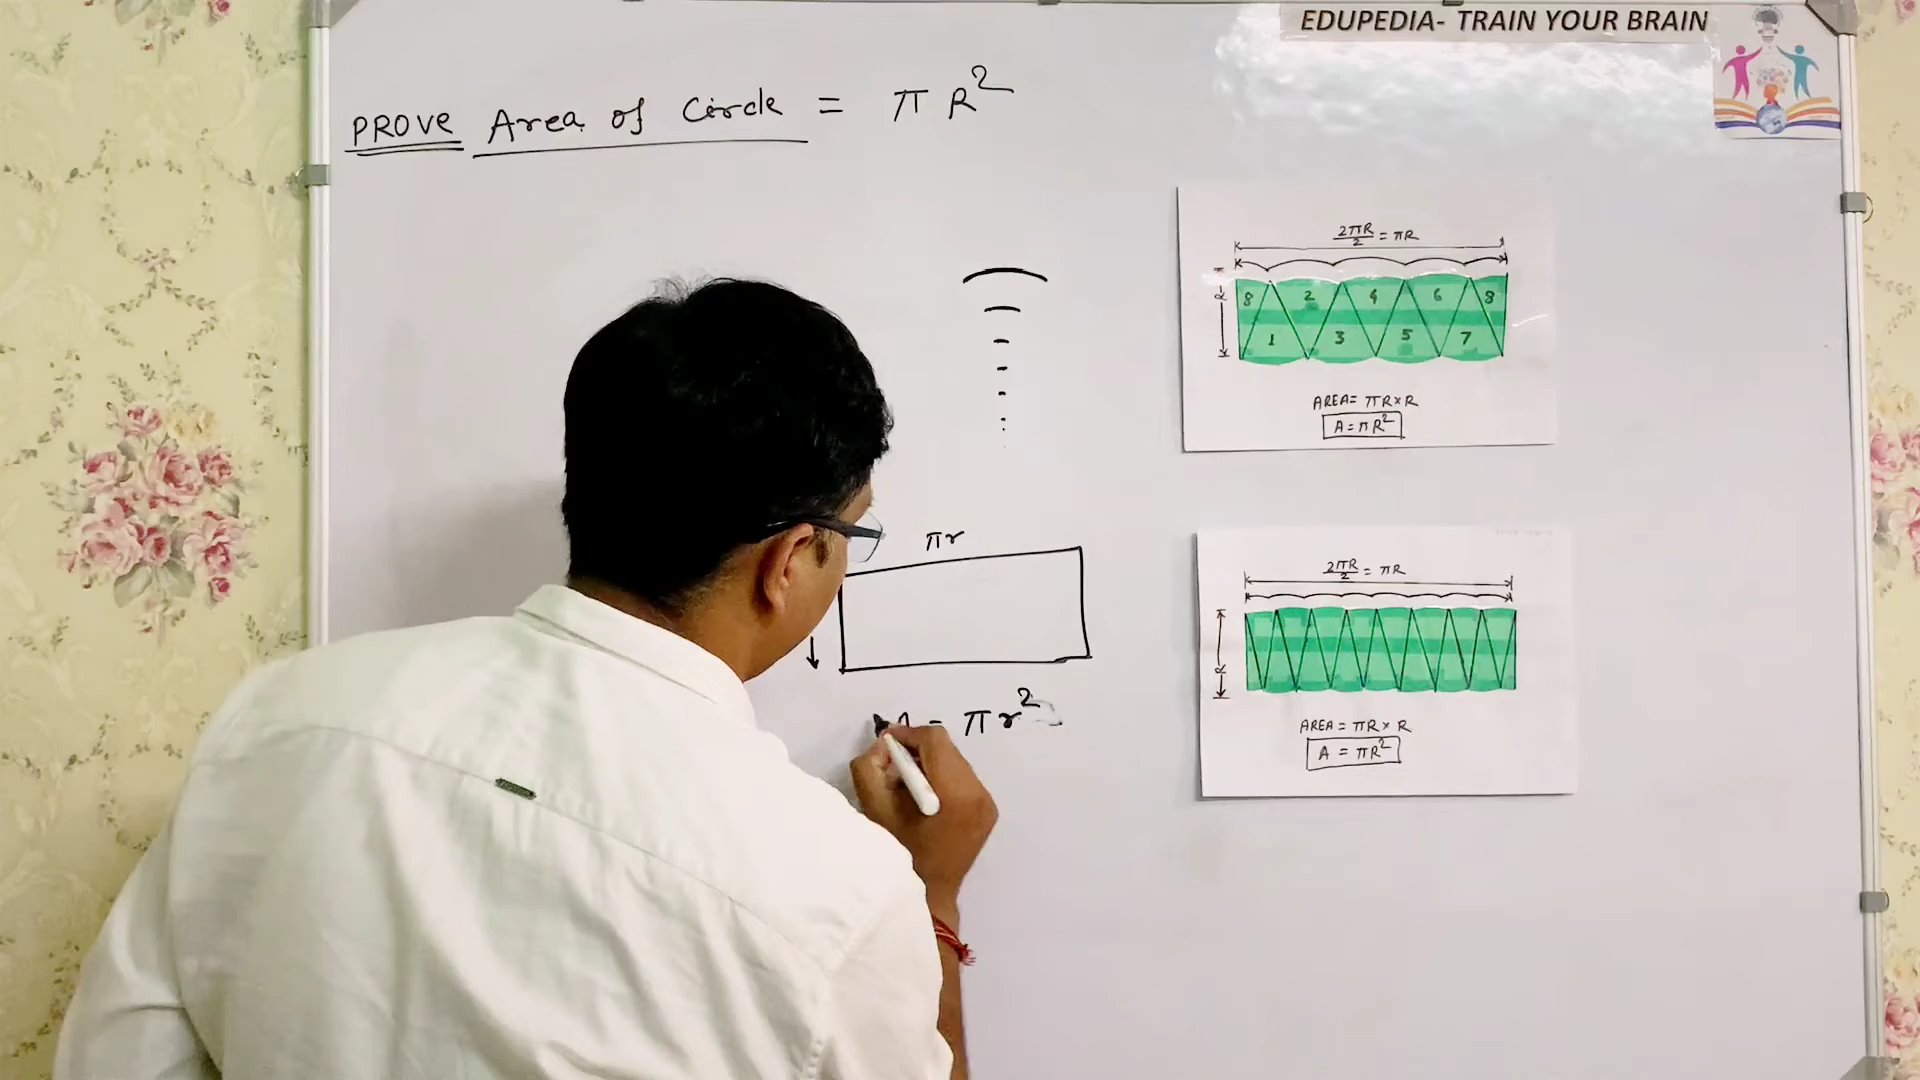 EDUPEDIA- TRAIN YOUR BRAIN
PROVE Area of Circle = π R²
2πR/2 = πR
R
8 2 4 6 8
1 3 5 7
AREA= πR×R
A=πR²
πr
A = πr²
2πR/2 = πR
R
AREA = πR× R
A = πR²